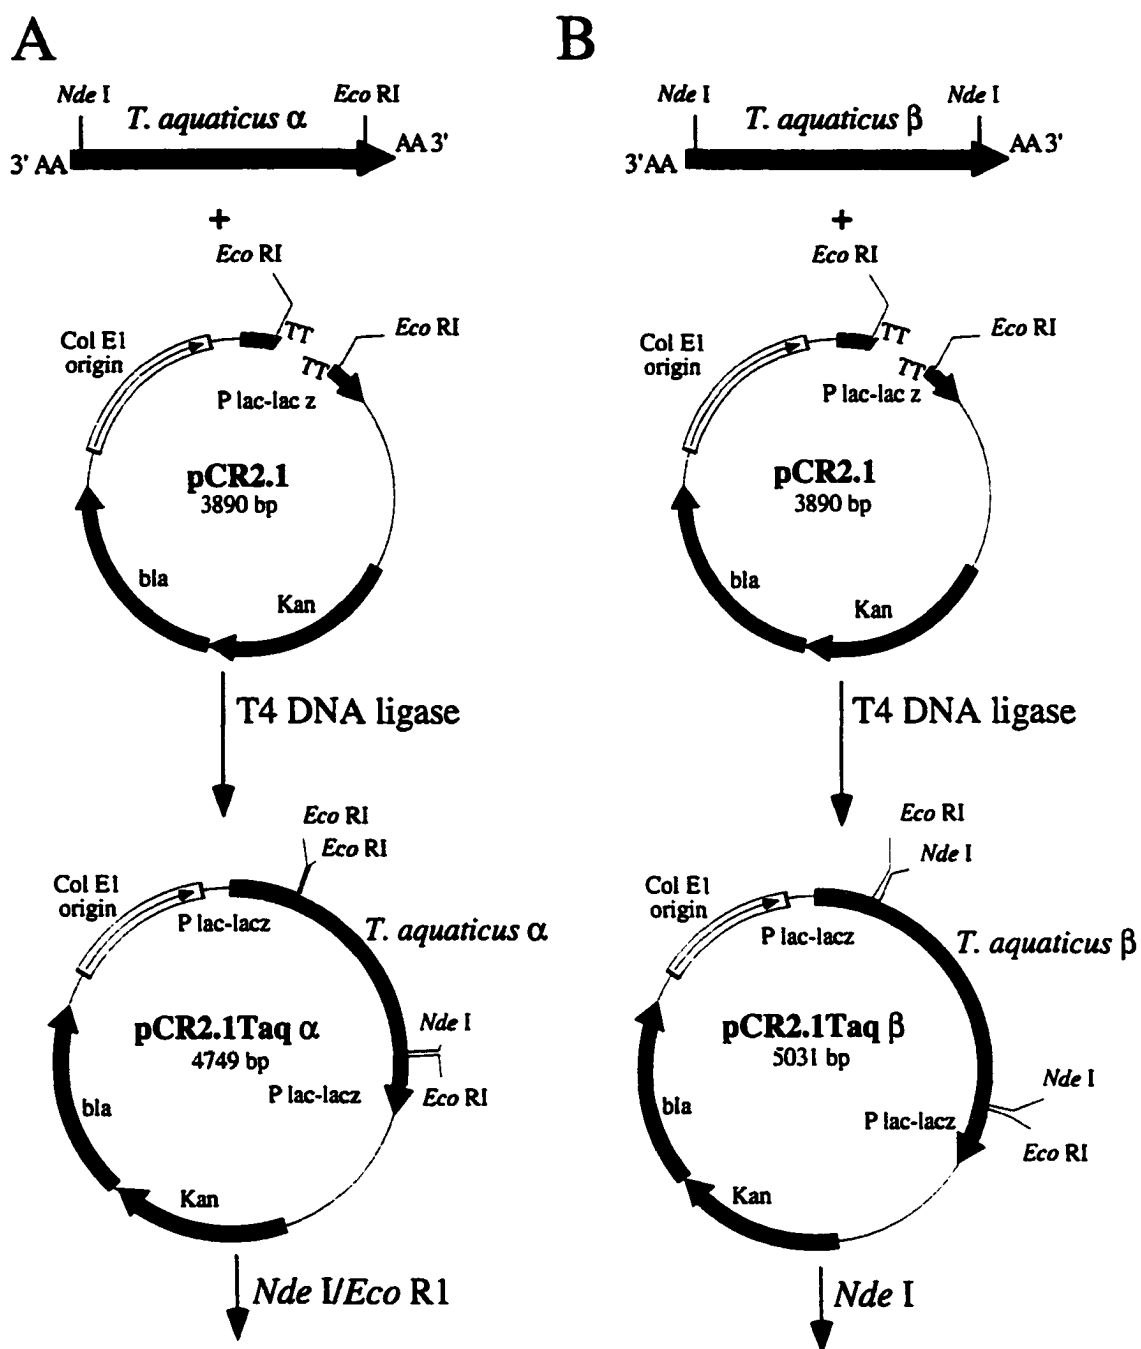 A
Nde I
Eco RI
T. aquaticus α
3' AA
AA 3'
+
Eco RI
Eco RI
TT
TT
Col E1
origin
P lac-lac z
pCR2.1
3890 bp
bla
Kan
T4 DNA ligase
Eco RI
Eco RI
Col E1
origin
P lac-lacz
T. aquaticus α
pCR2.1Taq α
4749 bp
Nde I
P lac-lacz
Eco RI
bla
Kan
Nde I/Eco R1
B
Nde I
Nde I
T. aquaticus β
3' AA
AA 3'
+
Eco RI
Eco RI
TT
TT
Col E1
origin
P lac-lac z
pCR2.1
3890 bp
bla
Kan
T4 DNA ligase
Eco RI
Nde I
Col E1
origin
P lac-lacz
T. aquaticus β
pCR2.1Taq β
5031 bp
Nde I
P lac-lacz
Eco RI
bla
Kan
Nde I